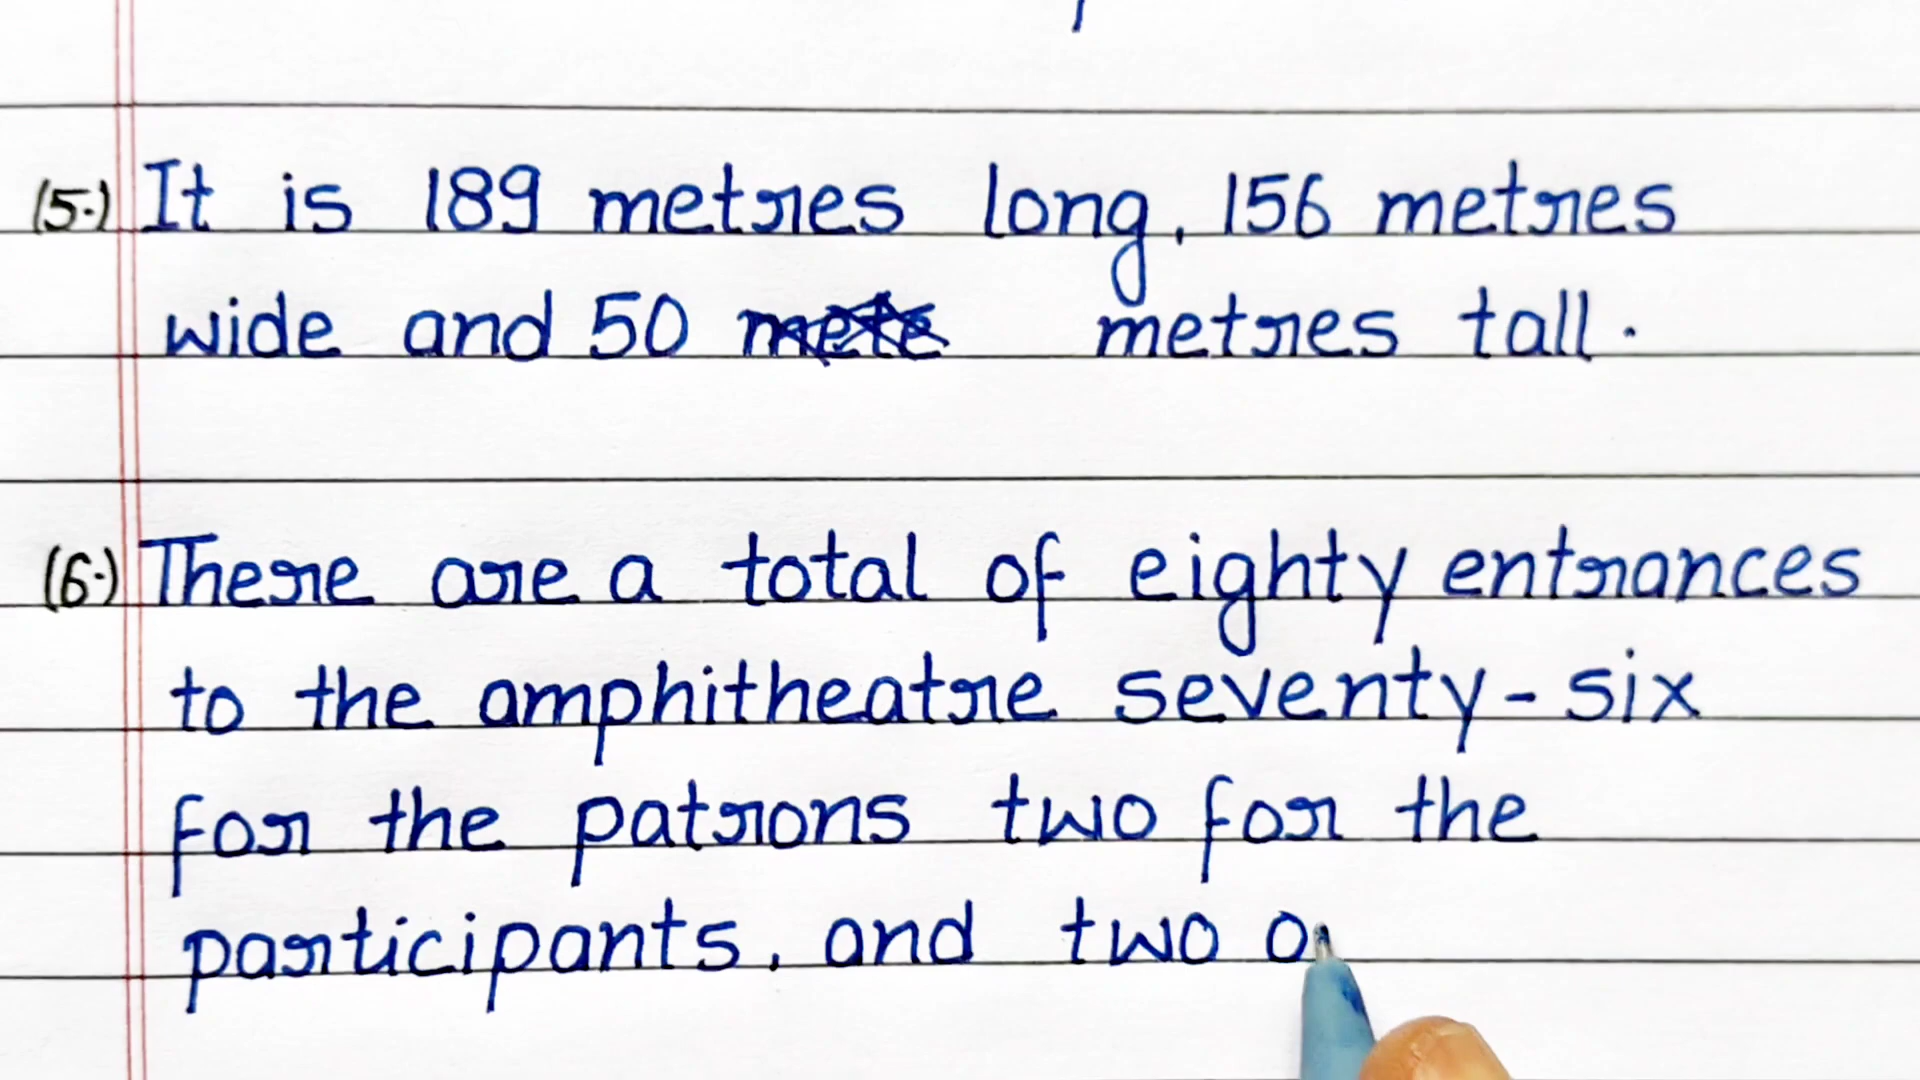 (5.) It is 189 metres long, 156 metres
wide and 50 metres tall.
(6.) There are a total of eighty entrances
to the amphitheatre seventy-six
for the patrons two for the
participants, and two